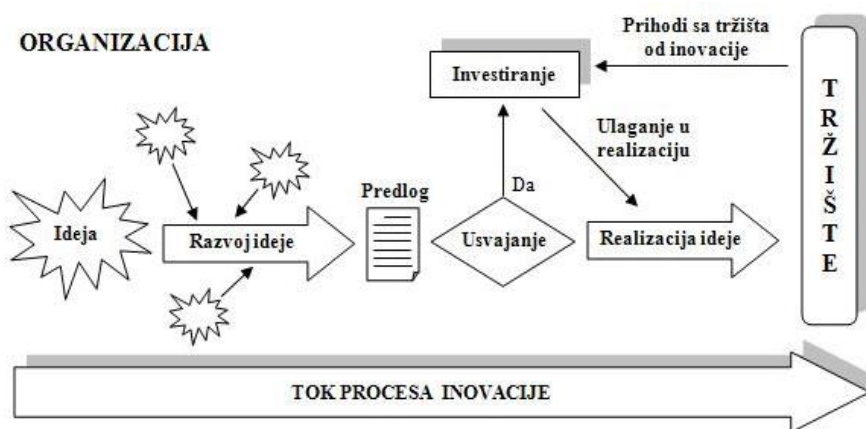 ORGANIZACIJA
Prihodi sa tržišta
od inovacije
Investiranje
Ulaganje u
realizaciju
Predlog
Da
Ideja
Razvoj ideje
Usvajanje
Realizacija ideje
TRŽIŠTE
TOK PROCESA INOVACIJE